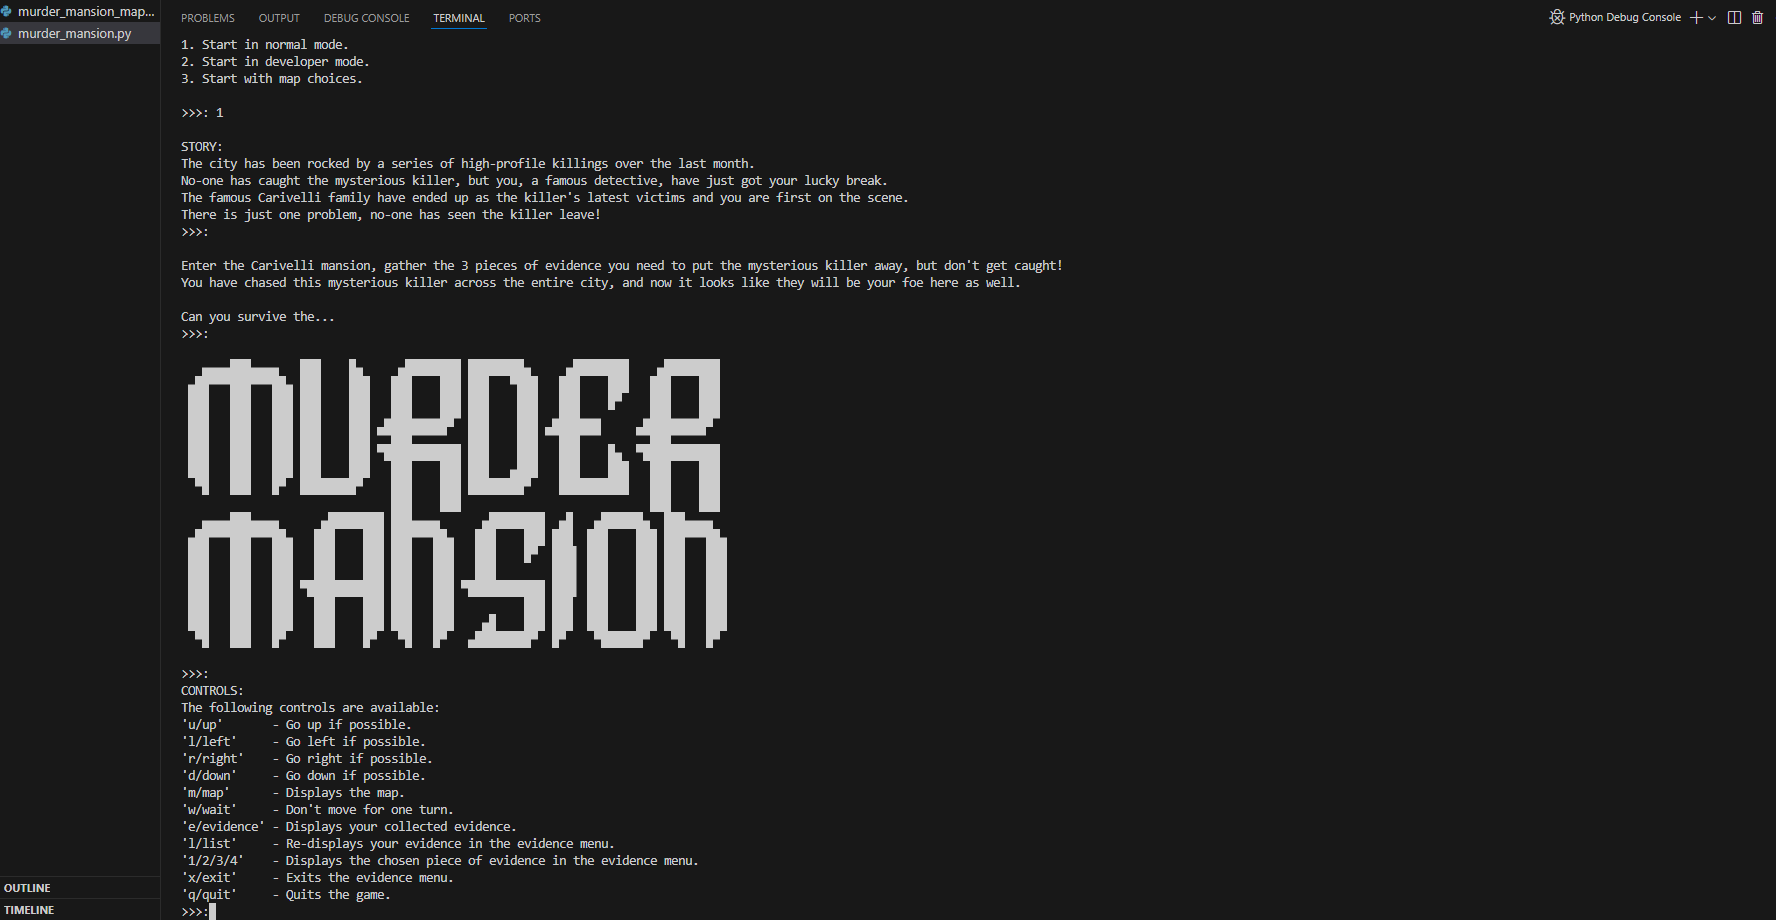 murder_mansion_map...
murder_mansion.py
PROBLEMS OUTPUT DEBUG CONSOLE TERMINAL PORTS
Python Debug Console
1. Start in normal mode.
2. Start in developer mode.
3. Start with map choices.
>>>: 1
STORY:
The city has been rocked by a series of high-profile killings over the last month.
No-one has caught the mysterious killer, but you, a famous detective, have just got your lucky break.
The famous Carivelli family have ended up as the killer's latest victims and you are first on the scene.
There is just one problem, no-one has seen the killer leave!
>>>:
Enter the Carivelli mansion, gather the 3 pieces of evidence you need to put the mysterious killer away, but don't get caught!
You have chased this mysterious killer across the entire city, and now it looks like they will be your foe here as well.
Can you survive the...
>>>:
MURDER
MANSION
>>>:
CONTROLS:
The following controls are available:
'u/up' - Go up if possible.
'l/left' - Go left if possible.
'r/right' - Go right if possible.
'd/down' - Go down if possible.
'm/map' - Displays the map.
'w/wait' - Don't move for one turn.
'e/evidence' - Displays your collected evidence.
'l/list' - Re-displays your evidence in the evidence menu.
'1/2/3/4' - Displays the chosen piece of evidence in the evidence menu.
'x/exit' - Exits the evidence menu.
'q/quit' - Quits the game.
>>>:
OUTLINE
TIMELINE